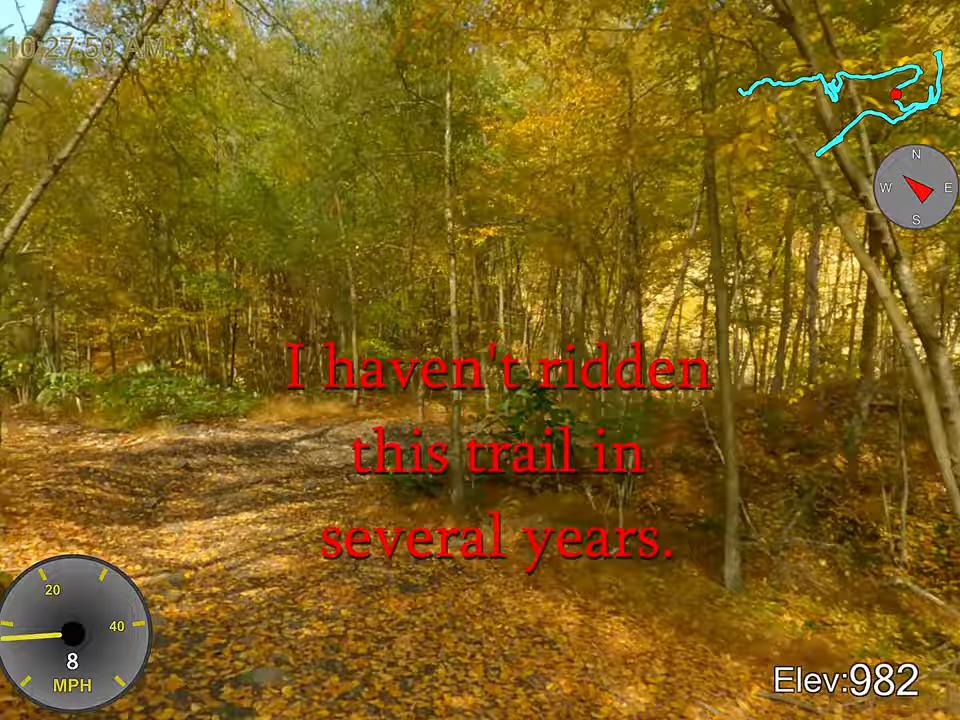 10:27:50 AM
N
W E
S
I haven't ridden
this trail in
several years.
20
40
8
MPH
Elev:982